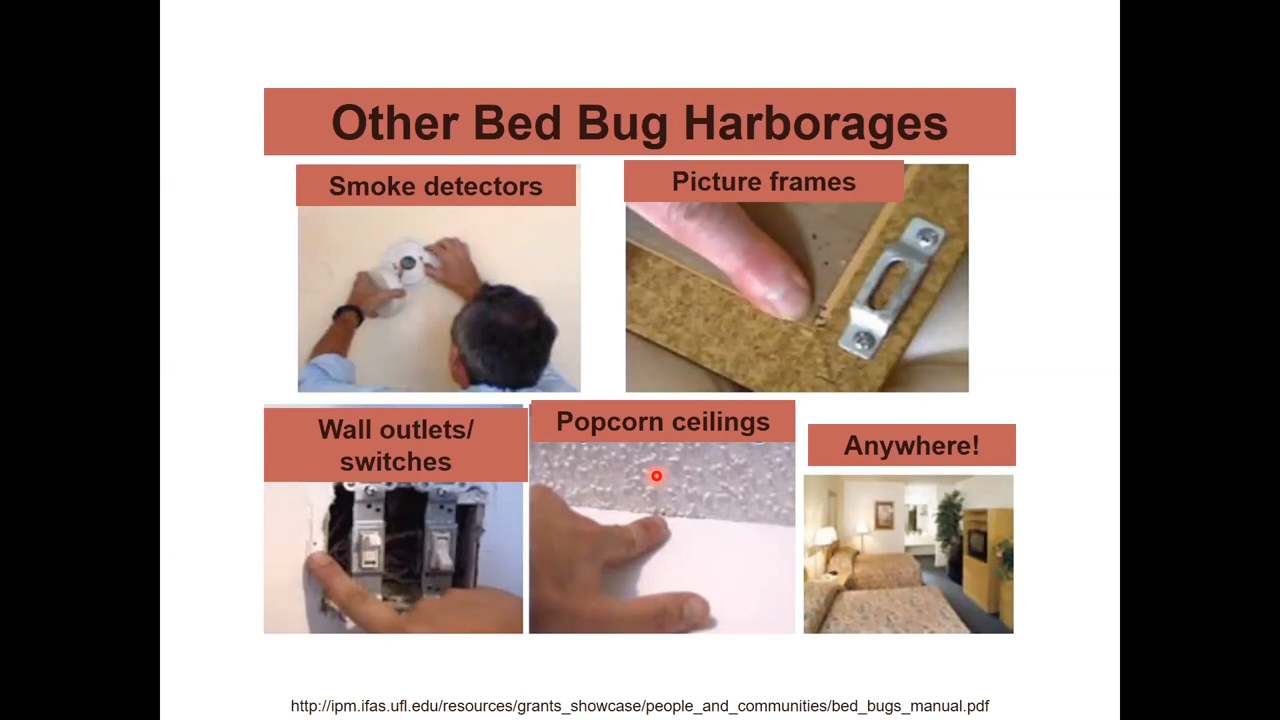 Other Bed Bug Harborages
Smoke detectors
Picture frames
Wall outlets/
switches
Popcorn ceilings
Anywhere!
http://ipm.ifas.ufl.edu/resources/grants_showcase/people_and_communities/bed_bugs_manual.pdf